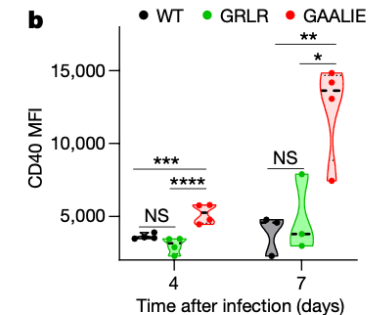 b
WT GRLR GAALIE
**
*
15,000
NS
10,000
***
****
NS
5,000
CD40 MFI
4 7
Time after infection (days)